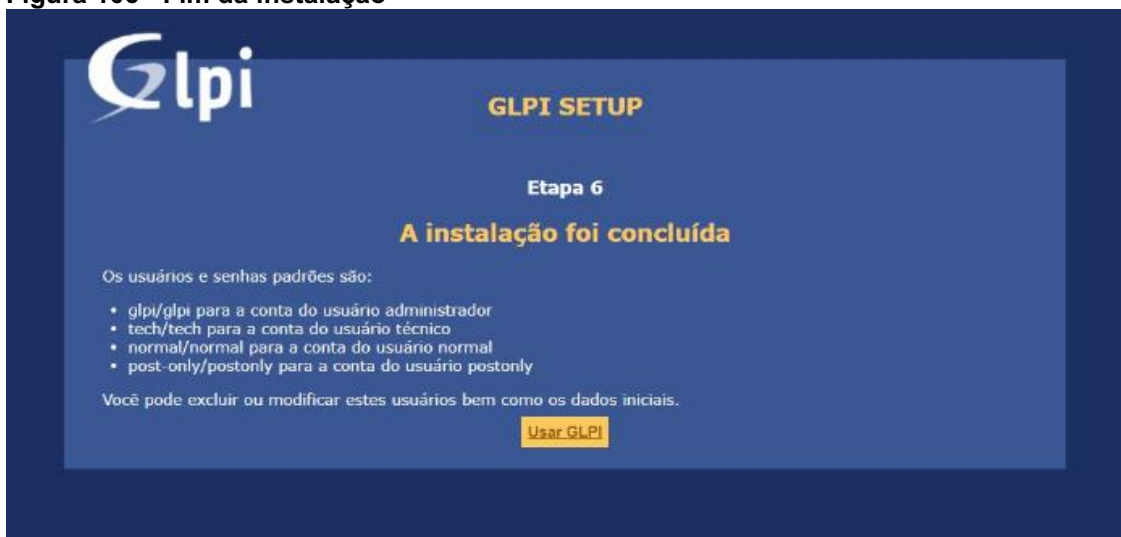 Glpi
GLPI SETUP
Etapa 6
A instalação foi concluída
Os usuários e senhas padrões são:
• glpi/glpi para a conta do usuário administrador
• tech/tech para a conta do usuário técnico
• normal/normal para a conta do usuário normal
• post-only/postonly para a conta do usuário postonly
Você pode excluir ou modificar estes usuários bem como os dados iniciais.
Usar GLPI